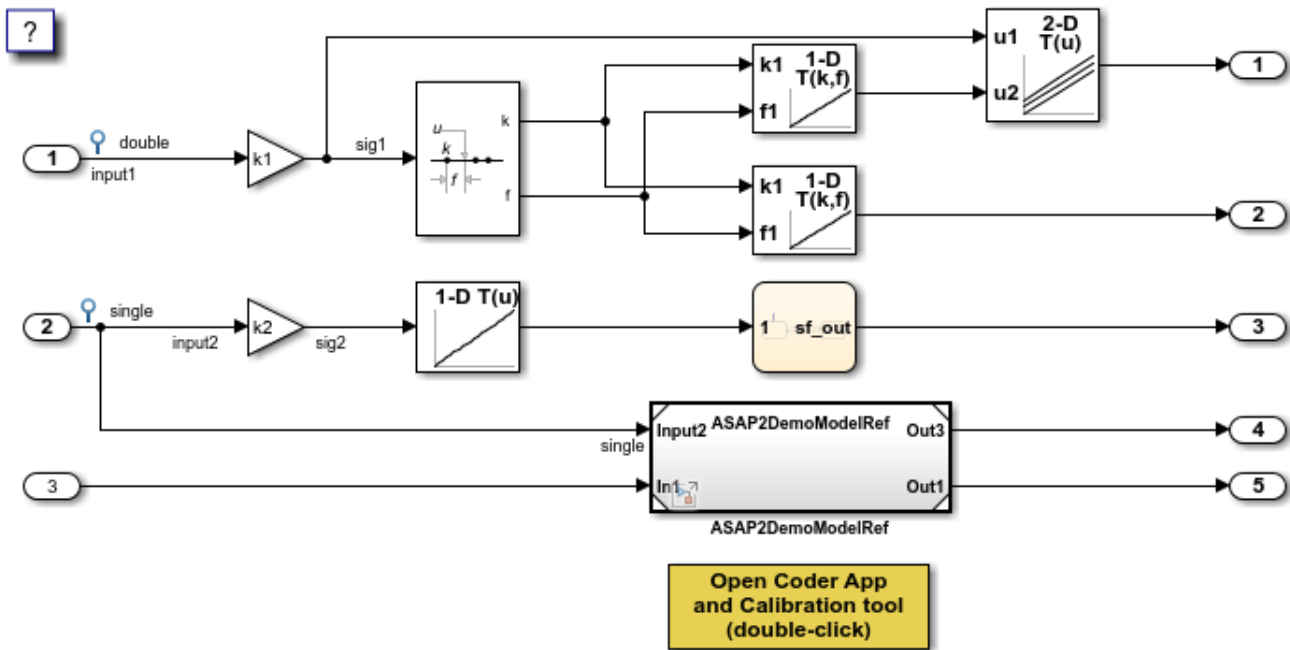 ?
2-D
T(u)
u1
u2
1
1-D
T(k,f)
k1
f1
k
f
u
k
f
1
double
input1
k1
sig1
1-D
T(k,f)
k1
f1
2
2
single
input2
k2
sig2
1-D T(u)
1
sf_out
3
single
Input2
ASAP2DemoModelRef
Out3
4
3
In1
Out1
5
ASAP2DemoModelRef
Open Coder App
and Calibration tool
(double-click)